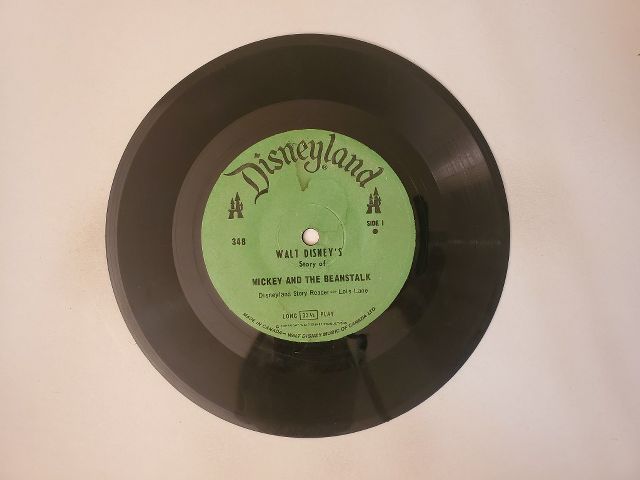 Disneyland
®
348
SIDE 1
WALT DISNEY'S
Story of
MICKEY AND THE BEANSTALK
Disneyland Story Reader — Lois Lane
LONG 33⅓ PLAY
MADE IN CANADA — WALT DISNEY MUSIC OF CANADA LTD.